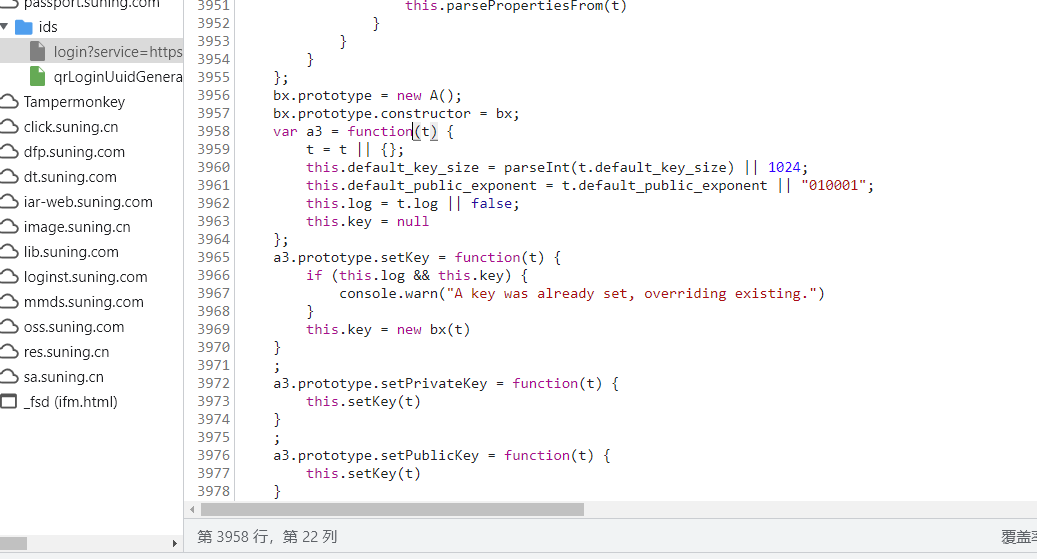 passport.suning.com
ids
login?service=https
qrLoginUuidGenera
Tampermonkey
click.suning.cn
dfp.suning.com
dt.suning.com
iar-web.suning.com
image.suning.cn
lib.suning.com
loginst.suning.com
mmds.suning.com
oss.suning.com
res.suning.cn
sa.suning.cn
_fsd (ifm.html)
3951 this.parsePropertiesFrom(t)
3952 }
3953 }
3954 }
3955 };
3956 bx.prototype = new A();
3957 bx.prototype.constructor = bx;
3958 var a3 = function(t) {
3959 t = t || {};
3960 this.default_key_size = parseInt(t.default_key_size) || 1024;
3961 this.default_public_exponent = t.default_public_exponent || "010001";
3962 this.log = t.log || false;
3963 this.key = null
3964 };
3965 a3.prototype.setKey = function(t) {
3966 if (this.log && this.key) {
3967 console.warn("A key was already set, overriding existing.")
3968 }
3969 this.key = new bx(t)
3970 }
3971 ;
3972 a3.prototype.setPrivateKey = function(t) {
3973 this.setKey(t)
3974 }
3975 ;
3976 a3.prototype.setPublicKey = function(t) {
3977 this.setKey(t)
3978 }
第 3958 行，第 22 列
覆盖率